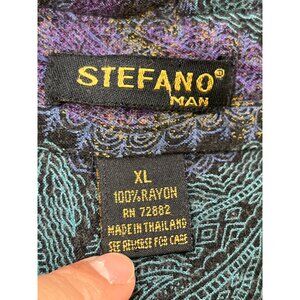 STEFANO®
MAN
XL
100% RAYON
RN 72882
MADE IN THAILAND
SEE REVERSE FOR CARE